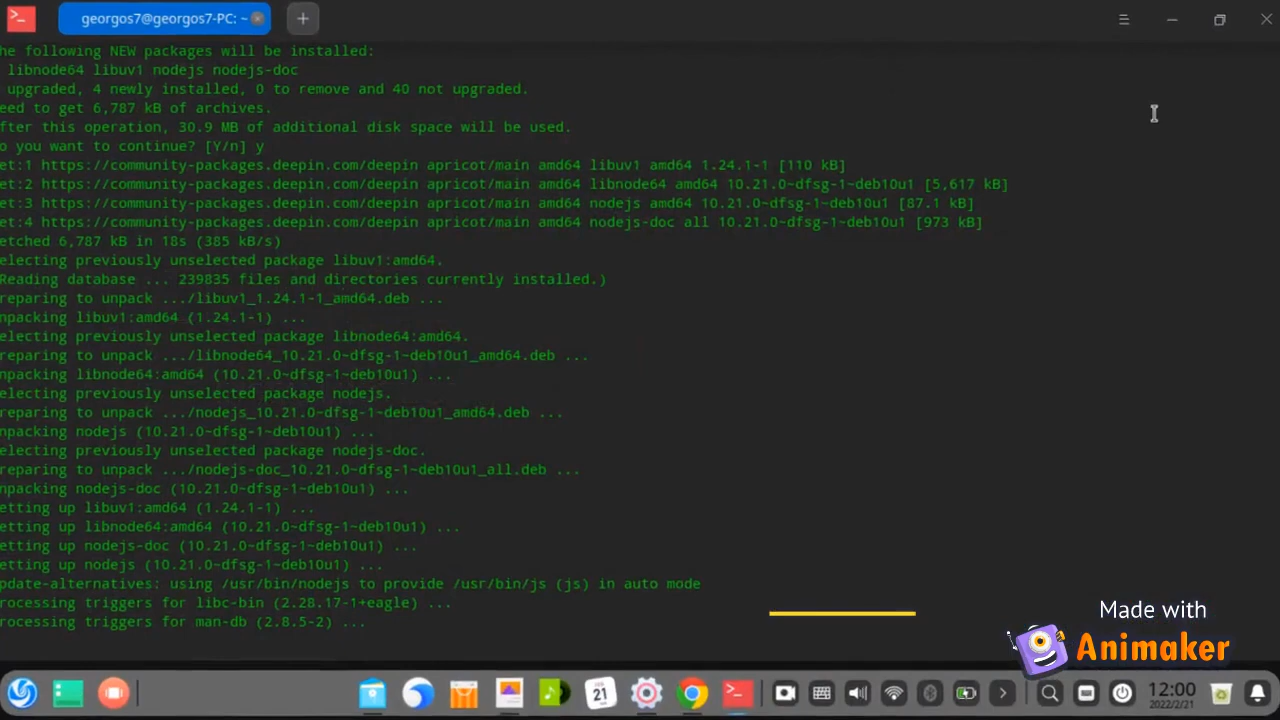 georgos7@georgos7-PC: ~
he following NEW packages will be installed:
libnode64 libuv1 nodejs nodejs-doc
upgraded, 4 newly installed, 0 to remove and 40 not upgraded.
eed to get 6,787 kB of archives.
fter this operation, 30.9 MB of additional disk space will be used.
o you want to continue? [Y/n] y
et:1 https://community-packages.deepin.com/deepin apricot/main amd64 libuv1 amd64 1.24.1-1 [110 kB]
et:2 https://community-packages.deepin.com/deepin apricot/main amd64 libnode64 amd64 10.21.0~dfsg-1~deb10u1 [5,617 kB]
et:3 https://community-packages.deepin.com/deepin apricot/main amd64 nodejs amd64 10.21.0~dfsg-1~deb10u1 [87.1 kB]
et:4 https://community-packages.deepin.com/deepin apricot/main amd64 nodejs-doc all 10.21.0~dfsg-1~deb10u1 [973 kB]
etched 6,787 kB in 18s (385 kB/s)
electing previously unselected package libuv1:amd64.
Reading database ... 239835 files and directories currently installed.)
reparing to unpack .../libuv1_1.24.1-1_amd64.deb ...
npacking libuv1:amd64 (1.24.1-1) ...
electing previously unselected package libnode64:amd64.
reparing to unpack .../libnode64_10.21.0~dfsg-1~deb10u1_amd64.deb ...
npacking libnode64:amd64 (10.21.0~dfsg-1~deb10u1) ...
electing previously unselected package nodejs.
reparing to unpack .../nodejs_10.21.0~dfsg-1~deb10u1_amd64.deb ...
npacking nodejs (10.21.0~dfsg-1~deb10u1) ...
electing previously unselected package nodejs-doc.
reparing to unpack .../nodejs-doc_10.21.0~dfsg-1~deb10u1_all.deb ...
npacking nodejs-doc (10.21.0~dfsg-1~deb10u1) ...
etting up libuv1:amd64 (1.24.1-1) ...
etting up libnode64:amd64 (10.21.0~dfsg-1~deb10u1) ...
etting up nodejs-doc (10.21.0~dfsg-1~deb10u1) ...
etting up nodejs (10.21.0~dfsg-1~deb10u1) ...
pdate-alternatives: using /usr/bin/nodejs to provide /usr/bin/js (js) in auto mode
rocessing triggers for libc-bin (2.28.17-1+eagle) ...
rocessing triggers for man-db (2.8.5-2) ...
Made with
Animaker
21
12:00
2022/2/21